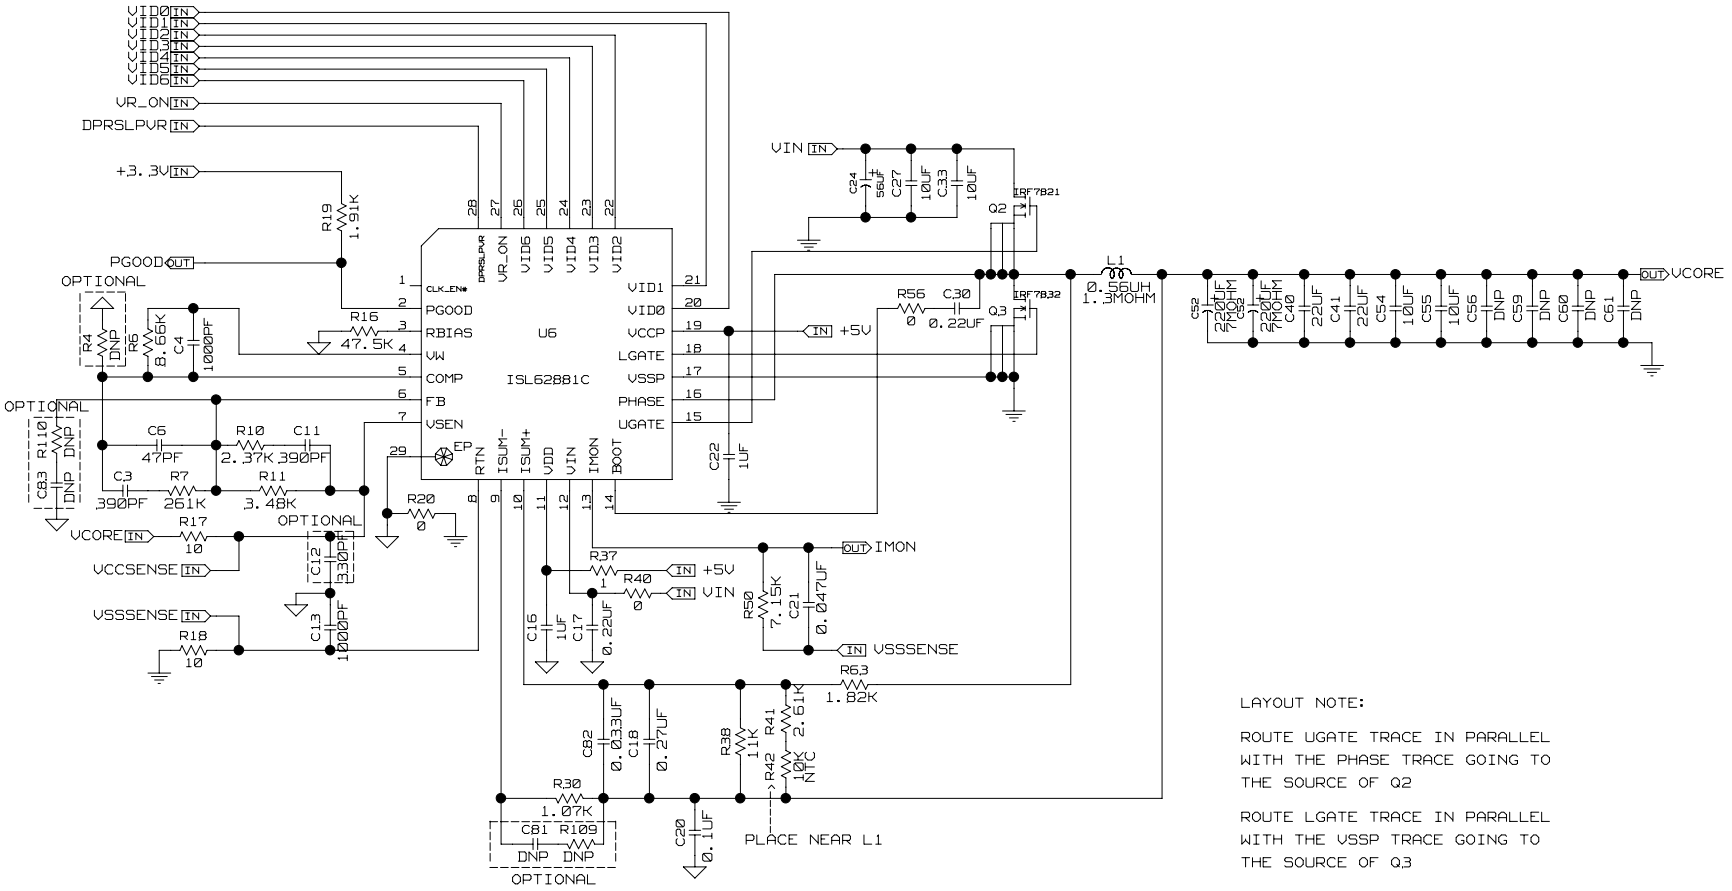 VID0 IN
VID1 IN
VID2 IN
VID3 IN
VID4 IN
VID5 IN
VID6 IN
VR_ON IN
DPRSLPVR IN
+3.3V IN
R19
1.91K
PGOOD OUT
OPTIONAL
R4
DNP
R6
8.66K
C4
1000PF
R16
47.5K
OPTIONAL
R110
DNP
C83
DNP
C6
47PF
R10
2.37K
C11
390PF
C3
390PF
R7
261K
R11
3.48K
VCORE IN
R17
10
VCCSENSE IN
OPTIONAL
C12
330PF
VSSSENSE IN
R18
10
C13
1000PF
R20
0
28
27
26
25
24
23
22
DPRSLPVR
VR_ON
VID6
VID5
VID4
VID3
VID2
1
CLK_EN#
2
PGOOD
3
RBIAS
4
VW
5
COMP
6
FB
7
VSEN
29
EP
U6
ISL62881C
VID1
21
VID0
20
VCCP
19
LGATE
18
VSSP
17
PHASE
16
UGATE
15
RTN
ISUM-
ISUM+
VDD
VIN
IMON
BOOT
8
9
10
11
12
13
14
VIN IN
C24
56UF
+
C27
10UF
C33
10UF
IRF7821
Q2
R56
0
C30
0.22UF
IRF7832
Q3
IN +5V
C22
1UF
L1
0.56UH
1.3MOHM
C52
220UF
7MOHM
+
C52
220UF
7MOHM
+
C40
22UF
C41
22UF
C54
10UF
C55
10UF
C56
DNP
C59
DNP
C60
DNP
C61
DNP
OUT VCORE
OUT IMON
R37
1
IN +5V
R40
0
IN VIN
C16
1UF
C17
0.22UF
R50
7.15K
C21
0.047UF
IN VSSSENSE
R63
1.82K
C82
0.033UF
C18
0.27UF
R38
11K
R41
2.61K
R42
10K
NTC
R30
1.07K
C81
DNP
R109
DNP
OPTIONAL
C20
0.1UF
PLACE NEAR L1
LAYOUT NOTE:
ROUTE UGATE TRACE IN PARALLEL
WITH THE PHASE TRACE GOING TO
THE SOURCE OF Q2
ROUTE LGATE TRACE IN PARALLEL
WITH THE VSSP TRACE GOING TO
THE SOURCE OF Q3